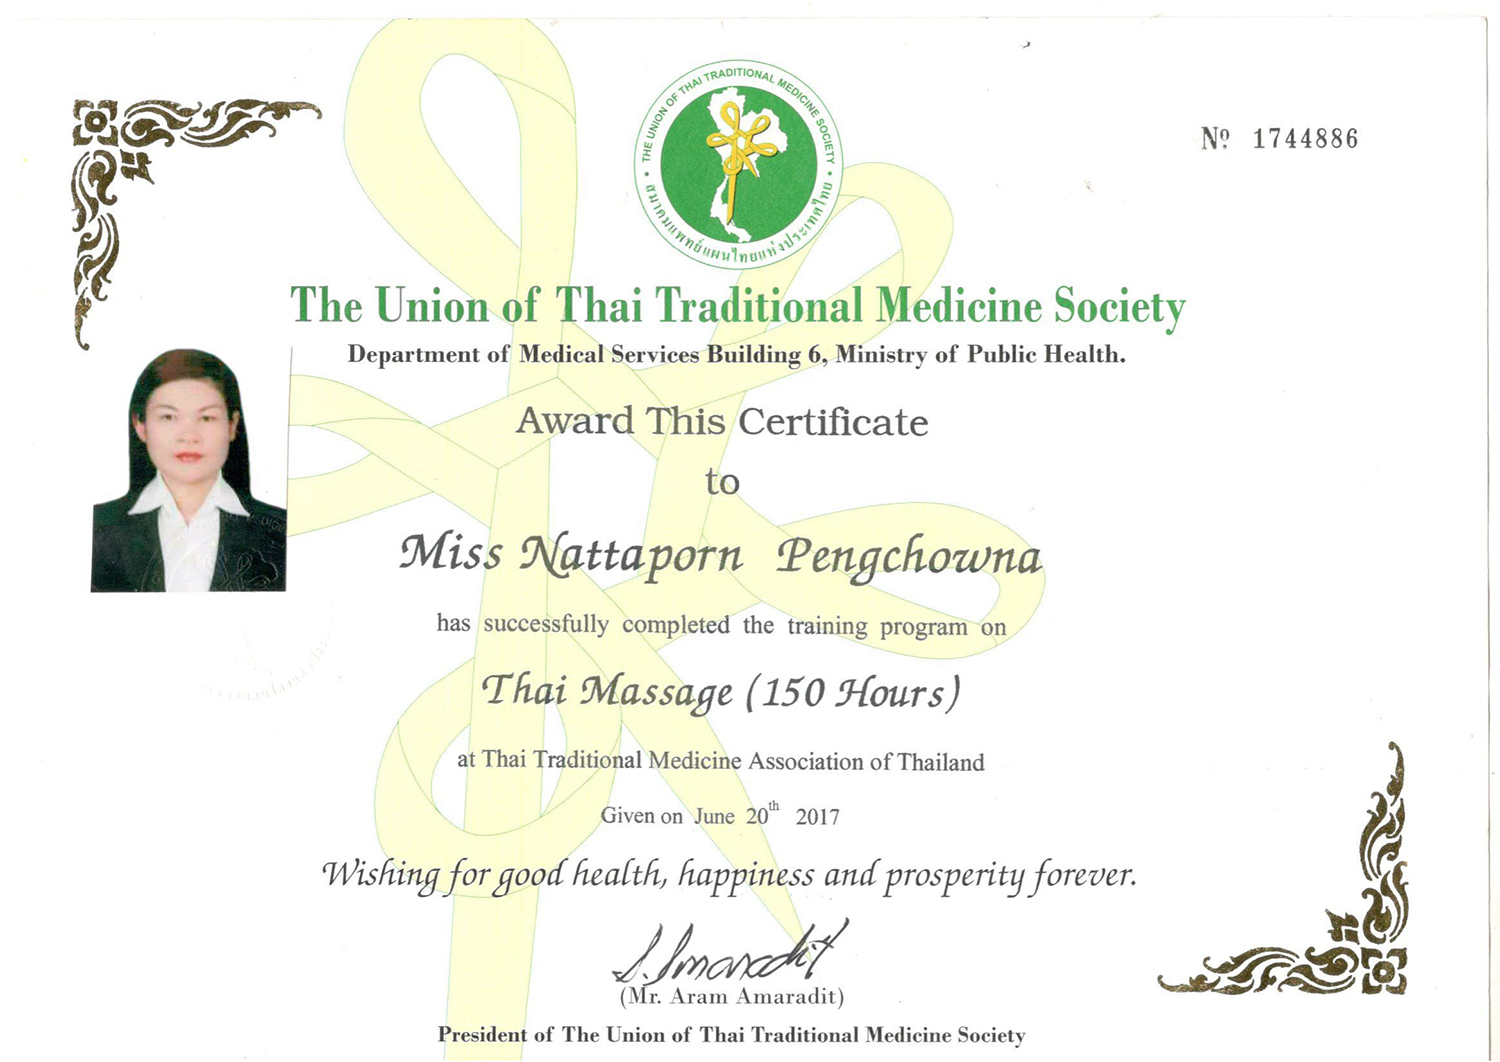 THE UNION OF THAI TRADITIONAL MEDICINE SOCIETY
สมาคมแพทย์แผนไทยแห่งประเทศไทย
Nº 1744886
The Union of Thai Traditional Medicine Society
Department of Medical Services Building 6, Ministry of Public Health.
Award This Certificate
to
Miss Nattaporn Pengchowna
has successfully completed the training program on
Thai Massage (150 Hours)
at Thai Traditional Medicine Association of Thailand
Given on June 20th 2017
Wishing for good health, happiness and prosperity forever.
S. Amaradit
(Mr. Aram Amaradit)
President of The Union of Thai Traditional Medicine Society